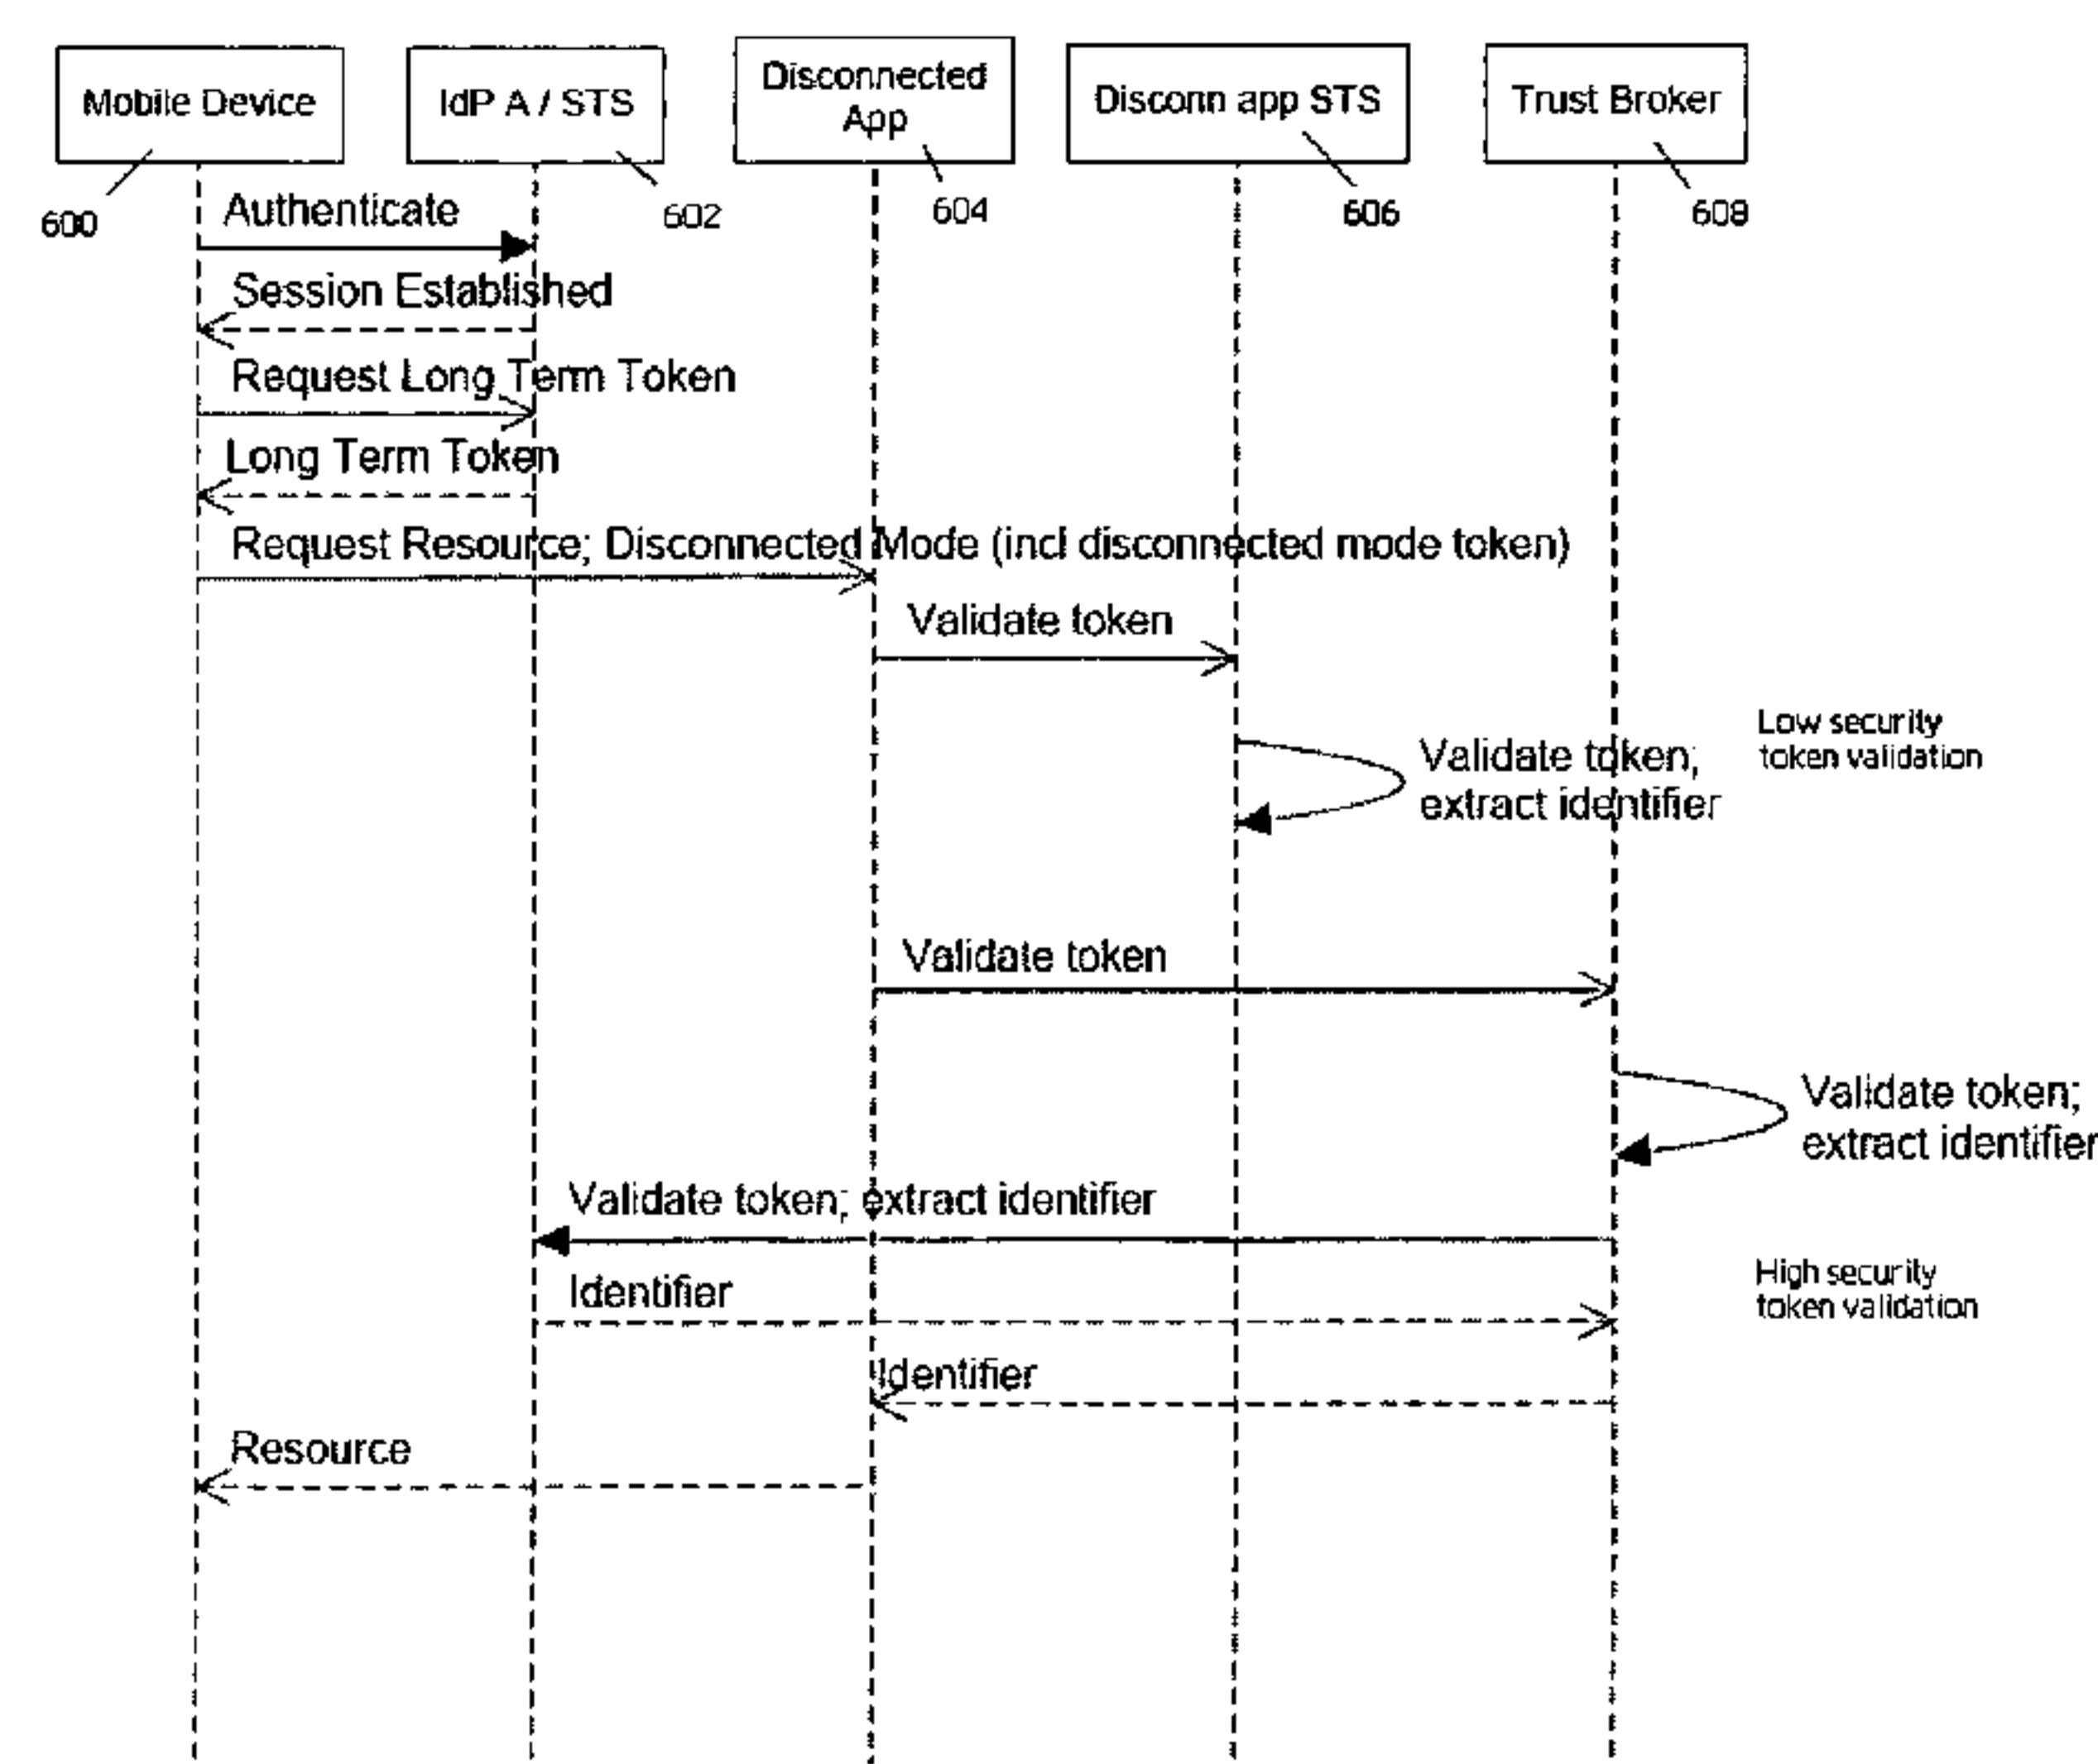 Mobile Device
IdP A / STS
Disconnected
App
Disconn app STS
Trust Broker
600
602
604
606
608
Authenticate
Session Established
Request Long Term Token
Long Term Token
Request Resource; Disconnected Mode (incl disconnected mode token)
Validate token
Low security
token validation
Validate token;
extract identifier
Validate token
Validate token;
extract identifier
Validate token; extract identifier
High security
token validation
Identifier
Identifier
Resource